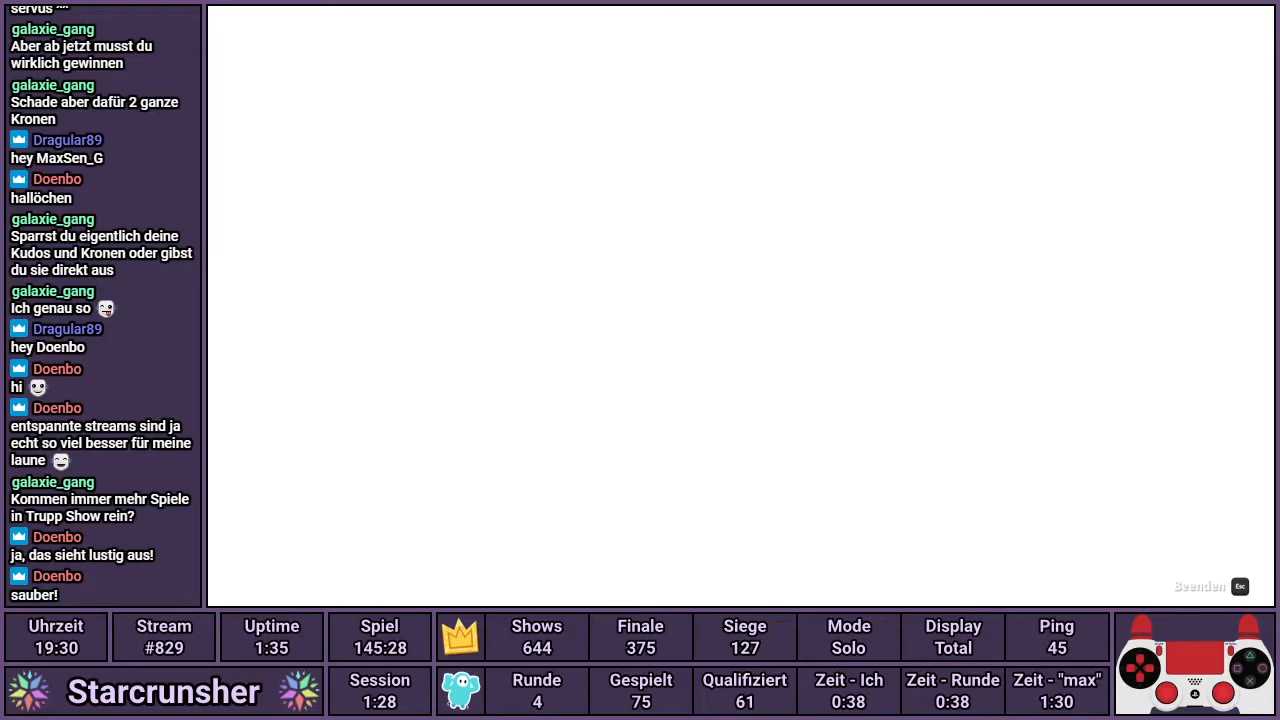 servus ^^
galaxie_gang
Aber ab jetzt musst du
wirklich gewinnen
galaxie_gang
Schade aber dafür 2 ganze
Kronen
Dragular89
hey MaxSen_G
Doenbo
hallöchen
galaxie_gang
Sparrst du eigentlich deine
Kudos und Kronen oder gibst
du sie direkt aus
galaxie_gang
Ich genau so
Dragular89
hey Doenbo
Doenbo
hi
Doenbo
entspannte streams sind ja
echt so viel besser für meine
laune
galaxie_gang
Kommen immer mehr Spiele
in Trupp Show rein?
Doenbo
ja, das sieht lustig aus!
Doenbo
sauber!
Beenden Esc
Uhrzeit Stream Uptime Spiel Shows Finale Siege Mode Display Ping
19:30 #829 1:35 145:28 644 375 127 Solo Total 45
Starcrunsher
Session Runde Gespielt Qualifiziert Zeit - Ich Zeit - Runde Zeit - "max"
1:28 4 75 61 0:38 0:38 1:30